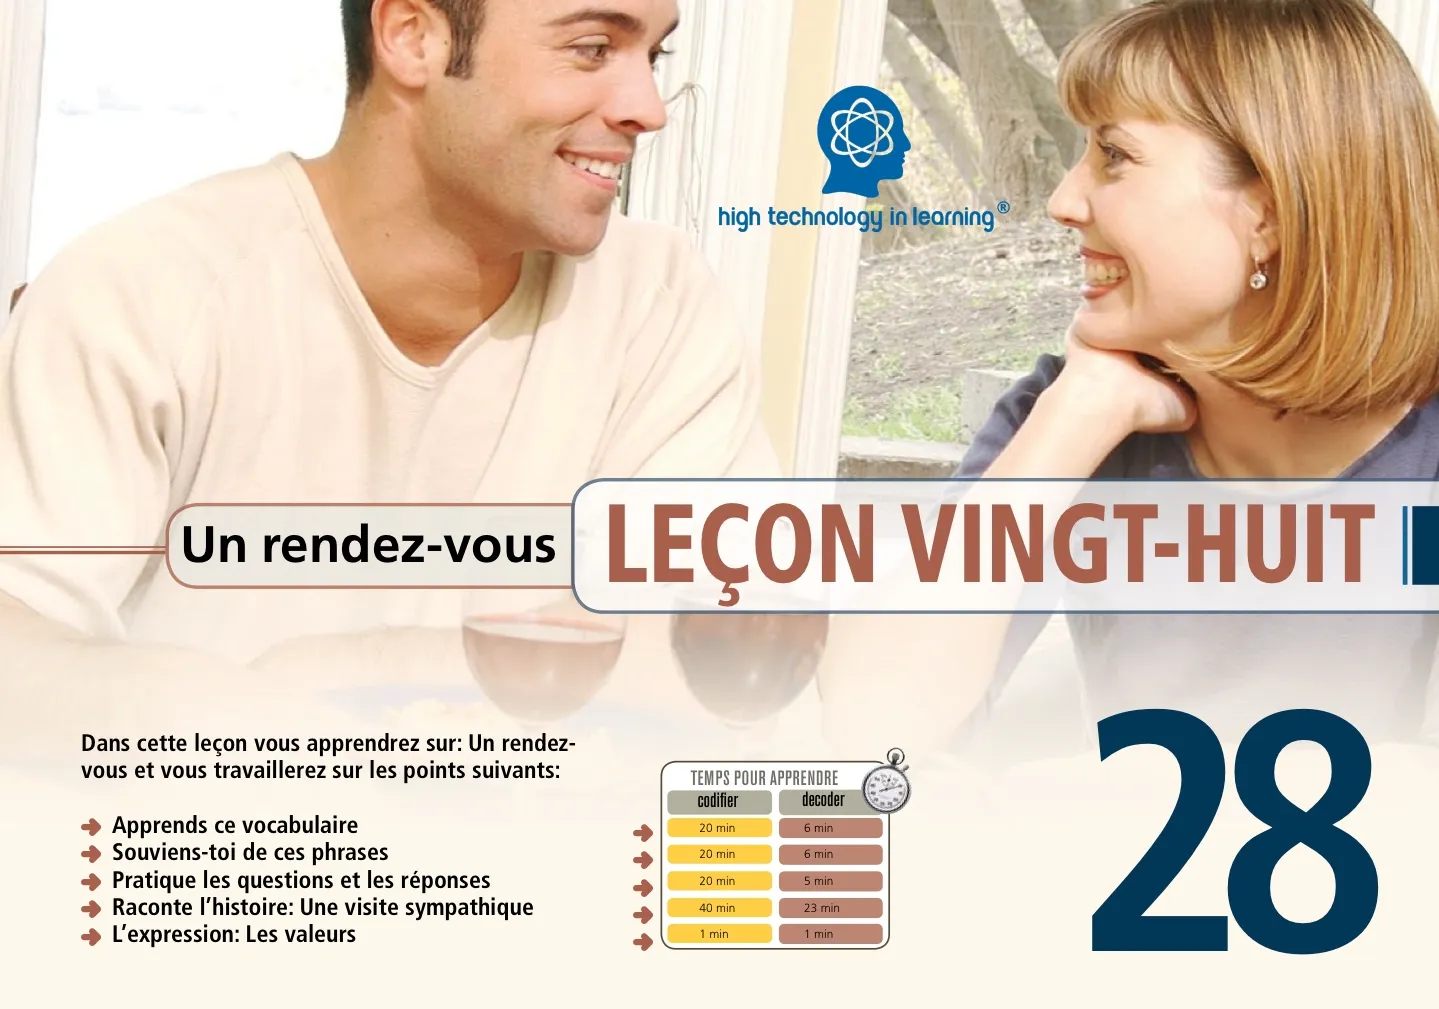 high technology in learning®
Un rendez-vous
LEÇON VINGT-HUIT
Dans cette leçon vous apprendrez sur: Un rendez-
vous et vous travaillerez sur les points suivants:
Apprends ce vocabulaire
Souviens-toi de ces phrases
Pratique les questions et les réponses
Raconte l’histoire: Une visite sympathique
L’expression: Les valeurs
TEMPS POUR APPRENDRE
codifier decoder
20 min 6 min
20 min 6 min
20 min 5 min
40 min 23 min
1 min 1 min
28